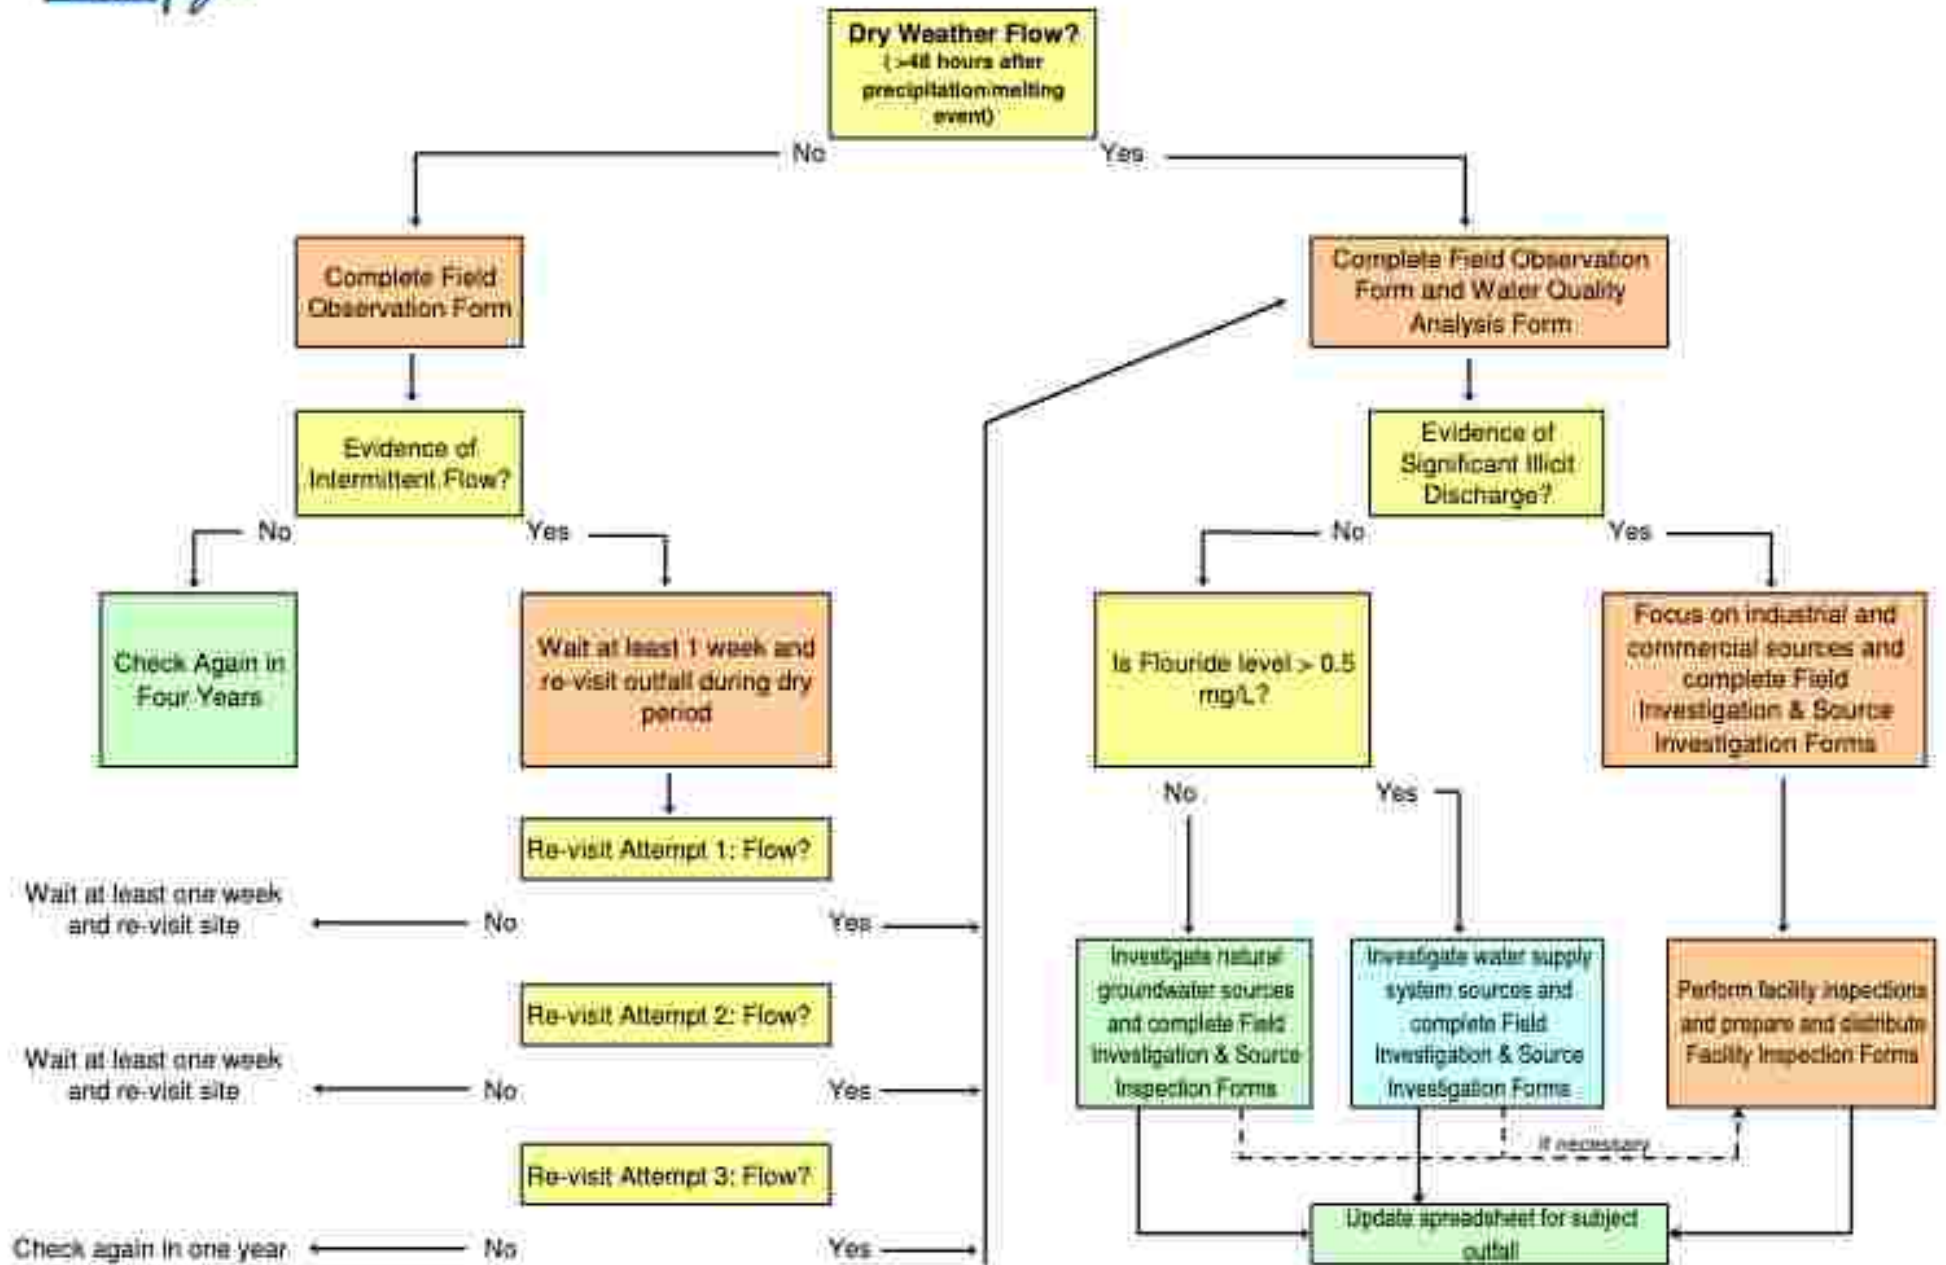 Dry Weather Flow?
(>48 hours after
precipitation/melting
event)
No
Yes
Complete Field
Observation Form
Complete Field Observation
Form and Water Quality
Analysis Form
Evidence of
Intermittent Flow?
Evidence of
Significant Illicit
Discharge?
No
Yes
No
Yes
Check Again in
Four Years
Wait at least 1 week and
re-visit outfall during dry
period
Is Flouride level > 0.5
mg/L?
Focus on industrial and
commercial sources and
complete Field
Investigation & Source
Investigation Forms
No
Yes
Re-visit Attempt 1: Flow?
Wait at least one week
and re-visit site
No
Yes
Investigate natural
groundwater sources
and complete Field
Investigation & Source
Inspection Forms
Investigate water supply
system sources and
complete Field
Investigation & Source
Investigation Forms
Perform facility inspections
and prepare and distribute
Facility Inspection Forms
Re-visit Attempt 2: Flow?
Wait at least one week
and re-visit site
No
Yes
If necessary
Re-visit Attempt 3: Flow?
Update spreadsheet for subject
outfall
Check again in one year
No
Yes